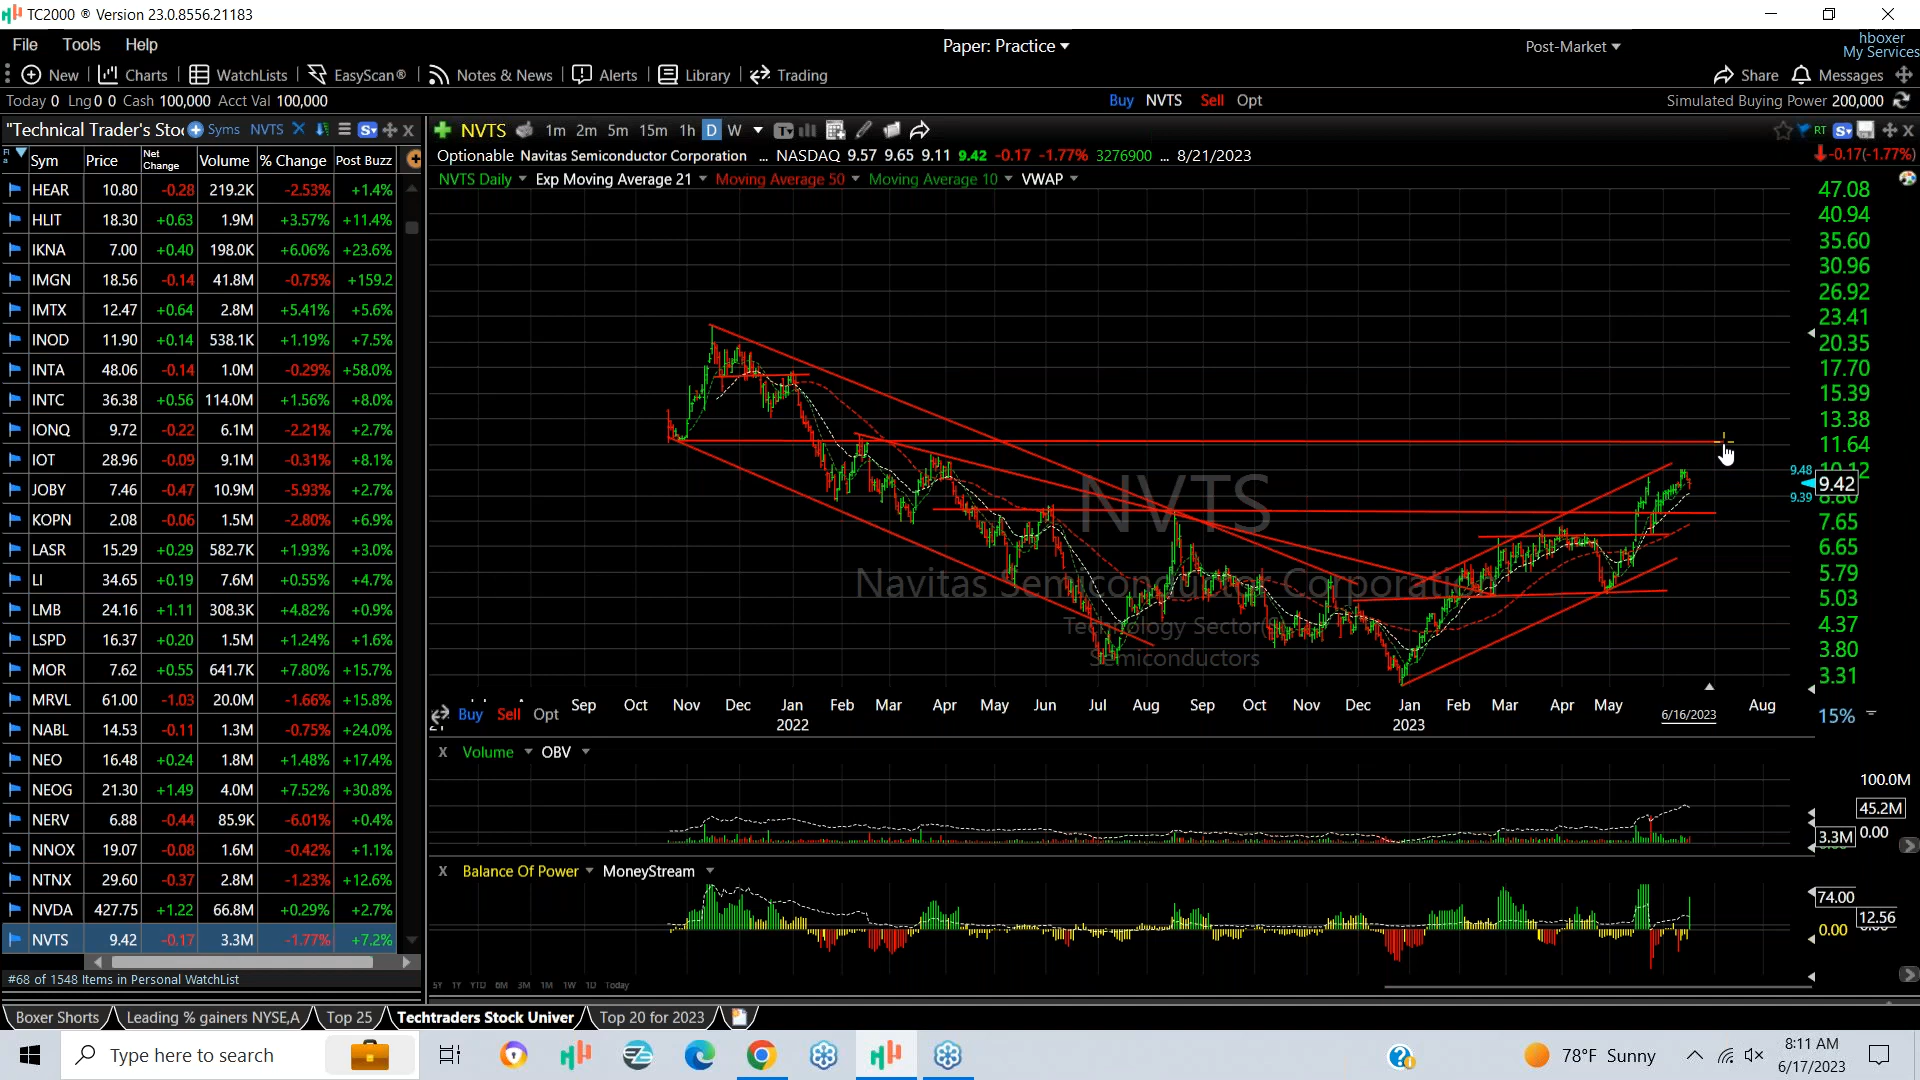 TC2000 ® Version 23.0.8556.21183
File Tools Help
Paper: Practice
Post-Market
hboxer
My Services
New Charts WatchLists EasyScan® Notes & News Alerts Library Trading
Share Messages
Today 0 Lng 0 0 Cash 100,000 Acct Val 100,000
Buy NVTS Sell Opt
Simulated Buying Power 200,000
"Technical Trader's Sto Syms NVTS
Sym Price Net Change Volume % Change Post Buzz
HEAR 10.80 -0.28 219.2K -2.53% +1.4%
HLIT 18.30 +0.63 1.9M +3.57% +11.4%
IKNA 7.00 +0.40 198.0K +6.06% +23.6%
IMGN 18.56 -0.14 41.8M -0.75% +159.2
IMTX 12.47 +0.64 2.8M +5.41% +5.6%
INOD 11.90 +0.14 538.1K +1.19% +7.5%
INTA 48.06 -0.14 1.0M -0.29% +58.0%
INTC 36.38 +0.56 114.0M +1.56% +8.0%
IONQ 9.72 -0.22 6.1M -2.21% +2.7%
IOT 28.96 -0.09 9.1M -0.31% +8.1%
JOBY 7.46 -0.47 10.9M -5.93% +2.7%
KOPN 2.08 -0.06 1.5M -2.80% +6.9%
LASR 15.29 +0.29 582.7K +1.93% +3.0%
LI 34.65 +0.19 7.6M +0.55% +4.7%
LMB 24.16 +1.11 308.3K +4.82% +0.9%
LSPD 16.37 +0.20 1.5M +1.24% +1.6%
MOR 7.62 +0.55 641.7K +7.80% +15.7%
MRVL 61.00 -1.03 20.0M -1.66% +15.8%
NABL 14.53 -0.11 1.3M -0.75% +24.0%
NEO 16.48 +0.24 1.8M +1.48% +17.4%
NEOG 21.30 +1.49 4.0M +7.52% +30.8%
NERV 6.88 -0.44 85.9K -6.01% +0.4%
NNOX 19.07 -0.08 1.6M -0.42% +1.1%
NTNX 29.60 -0.37 2.8M -1.23% +12.6%
NVDA 427.75 +1.22 66.8M +0.29% +2.7%
NVTS 9.42 -0.17 3.3M -1.77% +7.2%
#68 of 1548 Items in Personal WatchList
NVTS 1m 2m 5m 15m 1h D W
RT
Optionable Navitas Semiconductor Corporation ... NASDAQ 9.57 9.65 9.11 9.42 -0.17 -1.77% 3276900 ... 8/21/2023
-0.17(-1.77%)
NVTS Daily Exp Moving Average 21 Moving Average 50 Moving Average 10 VWAP
47.08
40.94
35.60
30.96
26.92
23.41
20.35
17.70
15.39
13.38
11.64
10.12
9.48
9.42
9.39
8.80
7.65
6.65
5.79
5.03
4.37
3.80
3.31
15%
NVTS
Navitas Semiconductor Corporation
Technology Sector(S)
Semiconductors
Sep Oct Nov Dec Jan Feb Mar Apr May Jun Jul Aug Sep Oct Nov Dec Jan Feb Mar Apr May 6/16/2023 Aug
2022 2023
Buy Sell Opt
X Volume OBV
100.0M
45.2M
3.3M
0.00
X Balance Of Power MoneyStream
74.00
12.56
0.00
5Y 1Y YTD 6M 3M 1M 1W 1D Today
Boxer Shorts Leading % gainers NYSE,A Top 25 Techtraders Stock Univer Top 20 for 2023
Type here to search
78°F Sunny
8:11 AM
6/17/2023